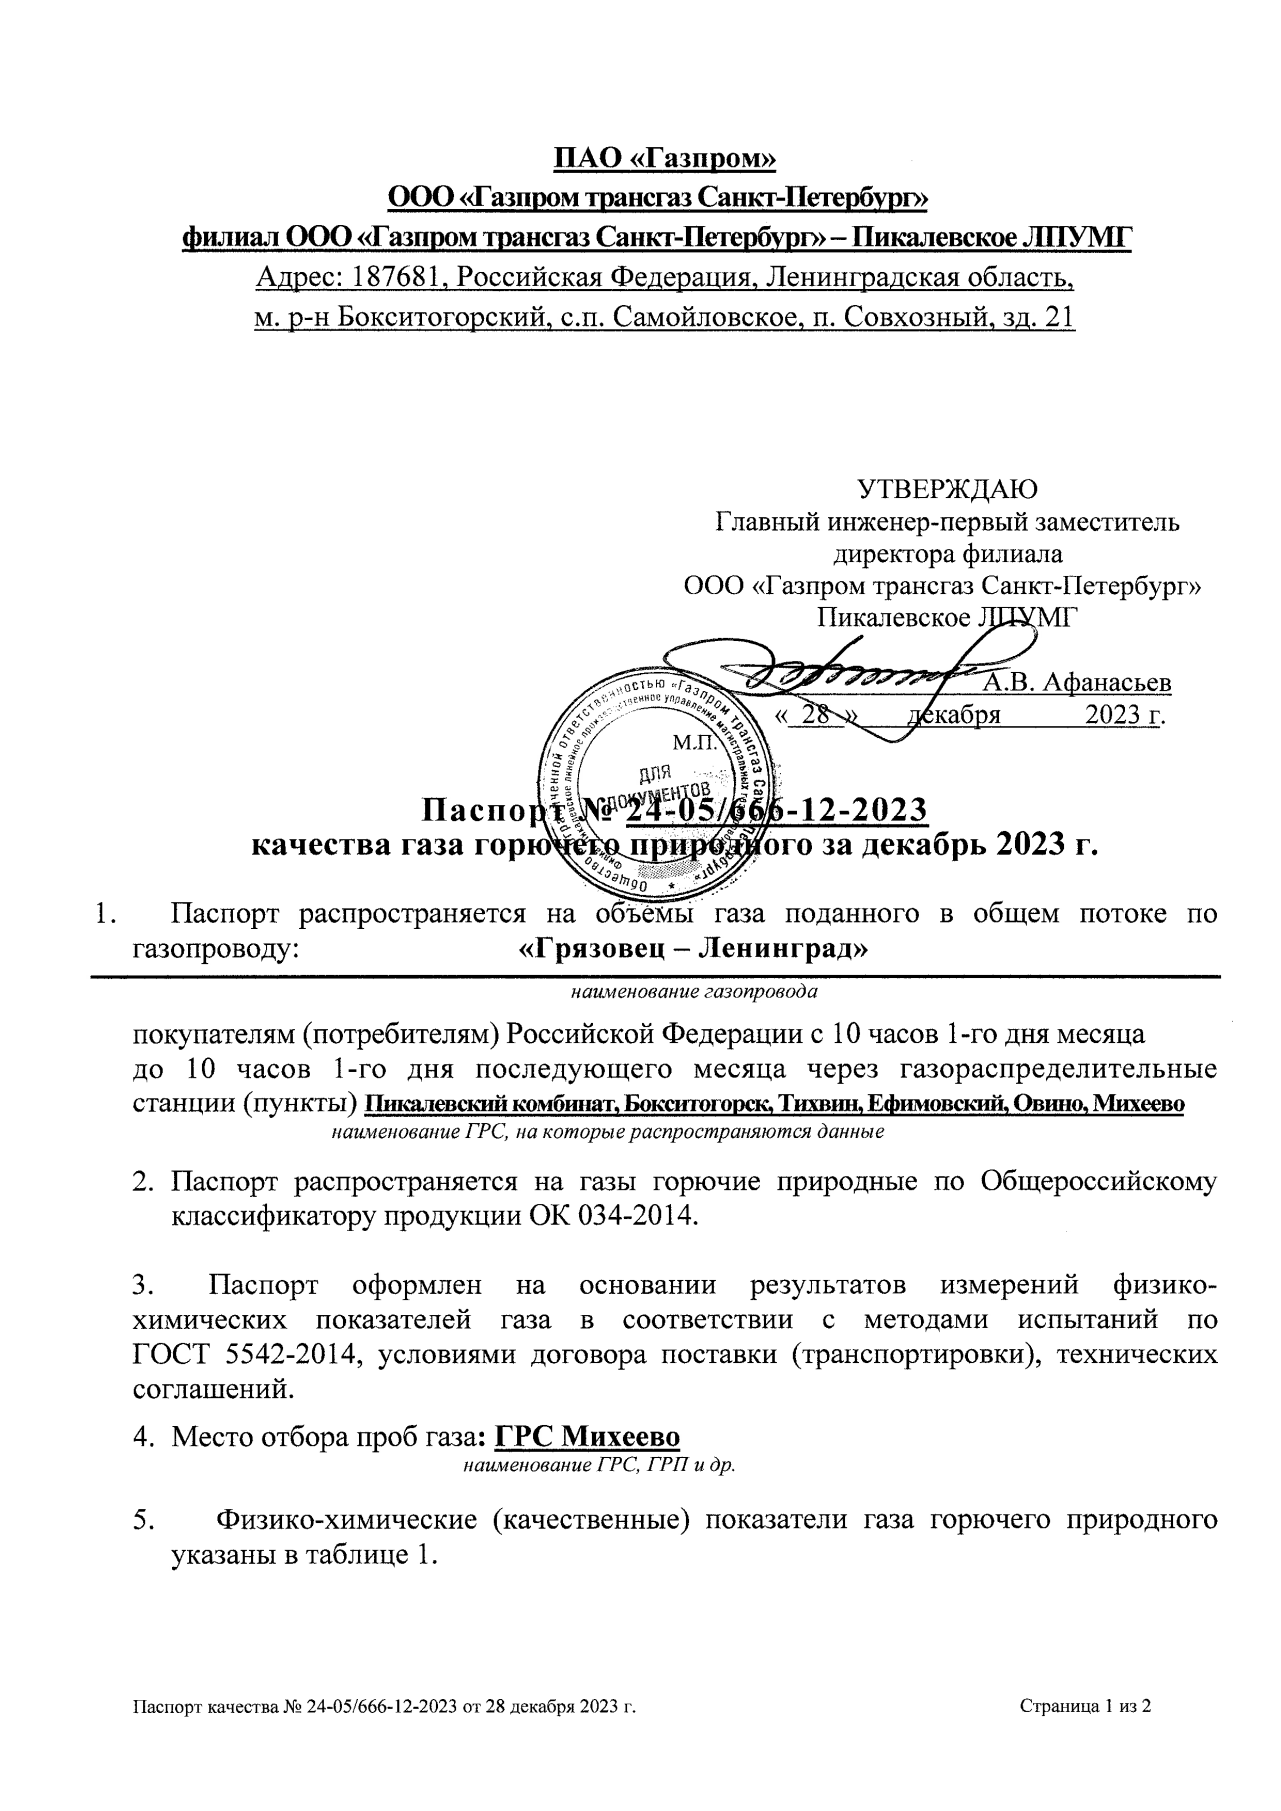 ПАО «Газпром»
ООО «Газпром трансгаз Санкт-Петербург»
филиал ООО «Газпром трансгаз Санкт-Петербург» – Пикалевское ЛПУМГ
Адрес: 187681, Российская Федерация, Ленинградская область,
м. р-н Бокситогорский, с.п. Самойловское, п. Совхозный, зд. 21
УТВЕРЖДАЮ
Главный инженер-первый заместитель
директора филиала
ООО «Газпром трансгаз Санкт-Петербург»
Пикалевское ЛПУМГ
А.В. Афанасьев
« 28 » декабря 2023 г.
М.П.
ДЛЯ
ДОКУМЕНТОВ
Паспорт № 24-05/666-12-2023
качества газа горючего природного за декабрь 2023 г.
1. Паспорт распространяется на объемы газа поданного в общем потоке по
газопроводу: «Грязовец – Ленинград»
наименование газопровода
покупателям (потребителям) Российской Федерации с 10 часов 1-го дня месяца
до 10 часов 1-го дня последующего месяца через газораспределительные
станции (пункты) Пикалевский комбинат, Бокситогорск, Тихвин, Ефимовский, Овино, Михеево
наименование ГРС, на которые распространяются данные
2. Паспорт распространяется на газы горючие природные по Общероссийскому
классификатору продукции ОК 034-2014.
3. Паспорт оформлен на основании результатов измерений физико-
химических показателей газа в соответствии с методами испытаний по
ГОСТ 5542-2014, условиями договора поставки (транспортировки), технических
соглашений.
4. Место отбора проб газа: ГРС Михеево
наименование ГРС, ГРП и др.
5. Физико-химические (качественные) показатели газа горючего природного
указаны в таблице 1.
Паспорт качества № 24-05/666-12-2023 от 28 декабря 2023 г. Страница 1 из 2